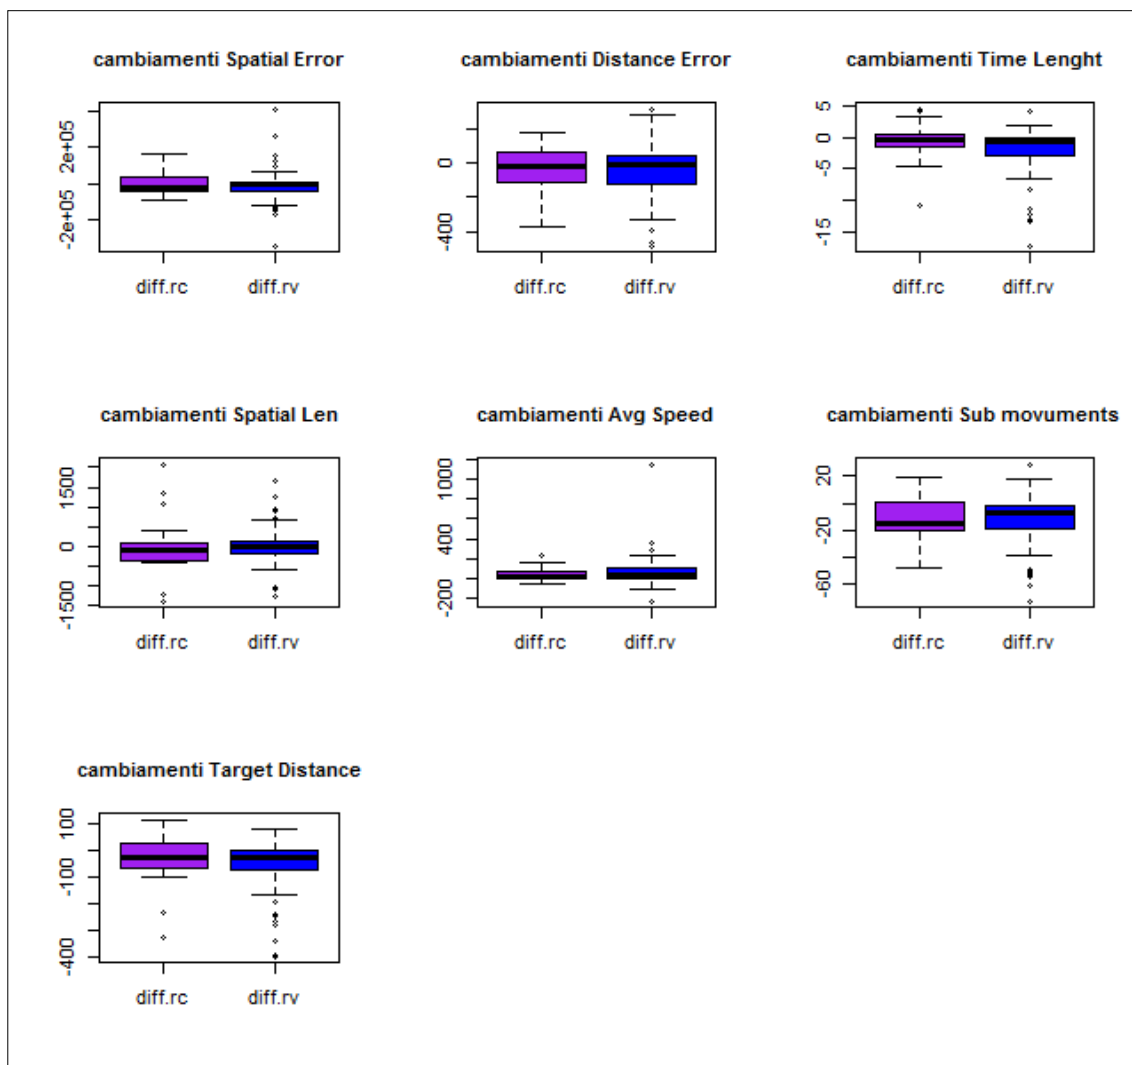 cambiamenti Spatial Error
cambiamenti Distance Error
cambiamenti Time Lenght
2e+05
-2e+05
diff.rc
diff.rv
0
-400
diff.rc
diff.rv
5
0
-5
-15
diff.rc
diff.rv
cambiamenti Spatial Len
cambiamenti Avg Speed
cambiamenti Sub movuments
1500
0
-1500
diff.rc
diff.rv
1000
400
-200
diff.rc
diff.rv
20
-20
-60
diff.rc
diff.rv
cambiamenti Target Distance
100
-100
-400
diff.rc
diff.rv